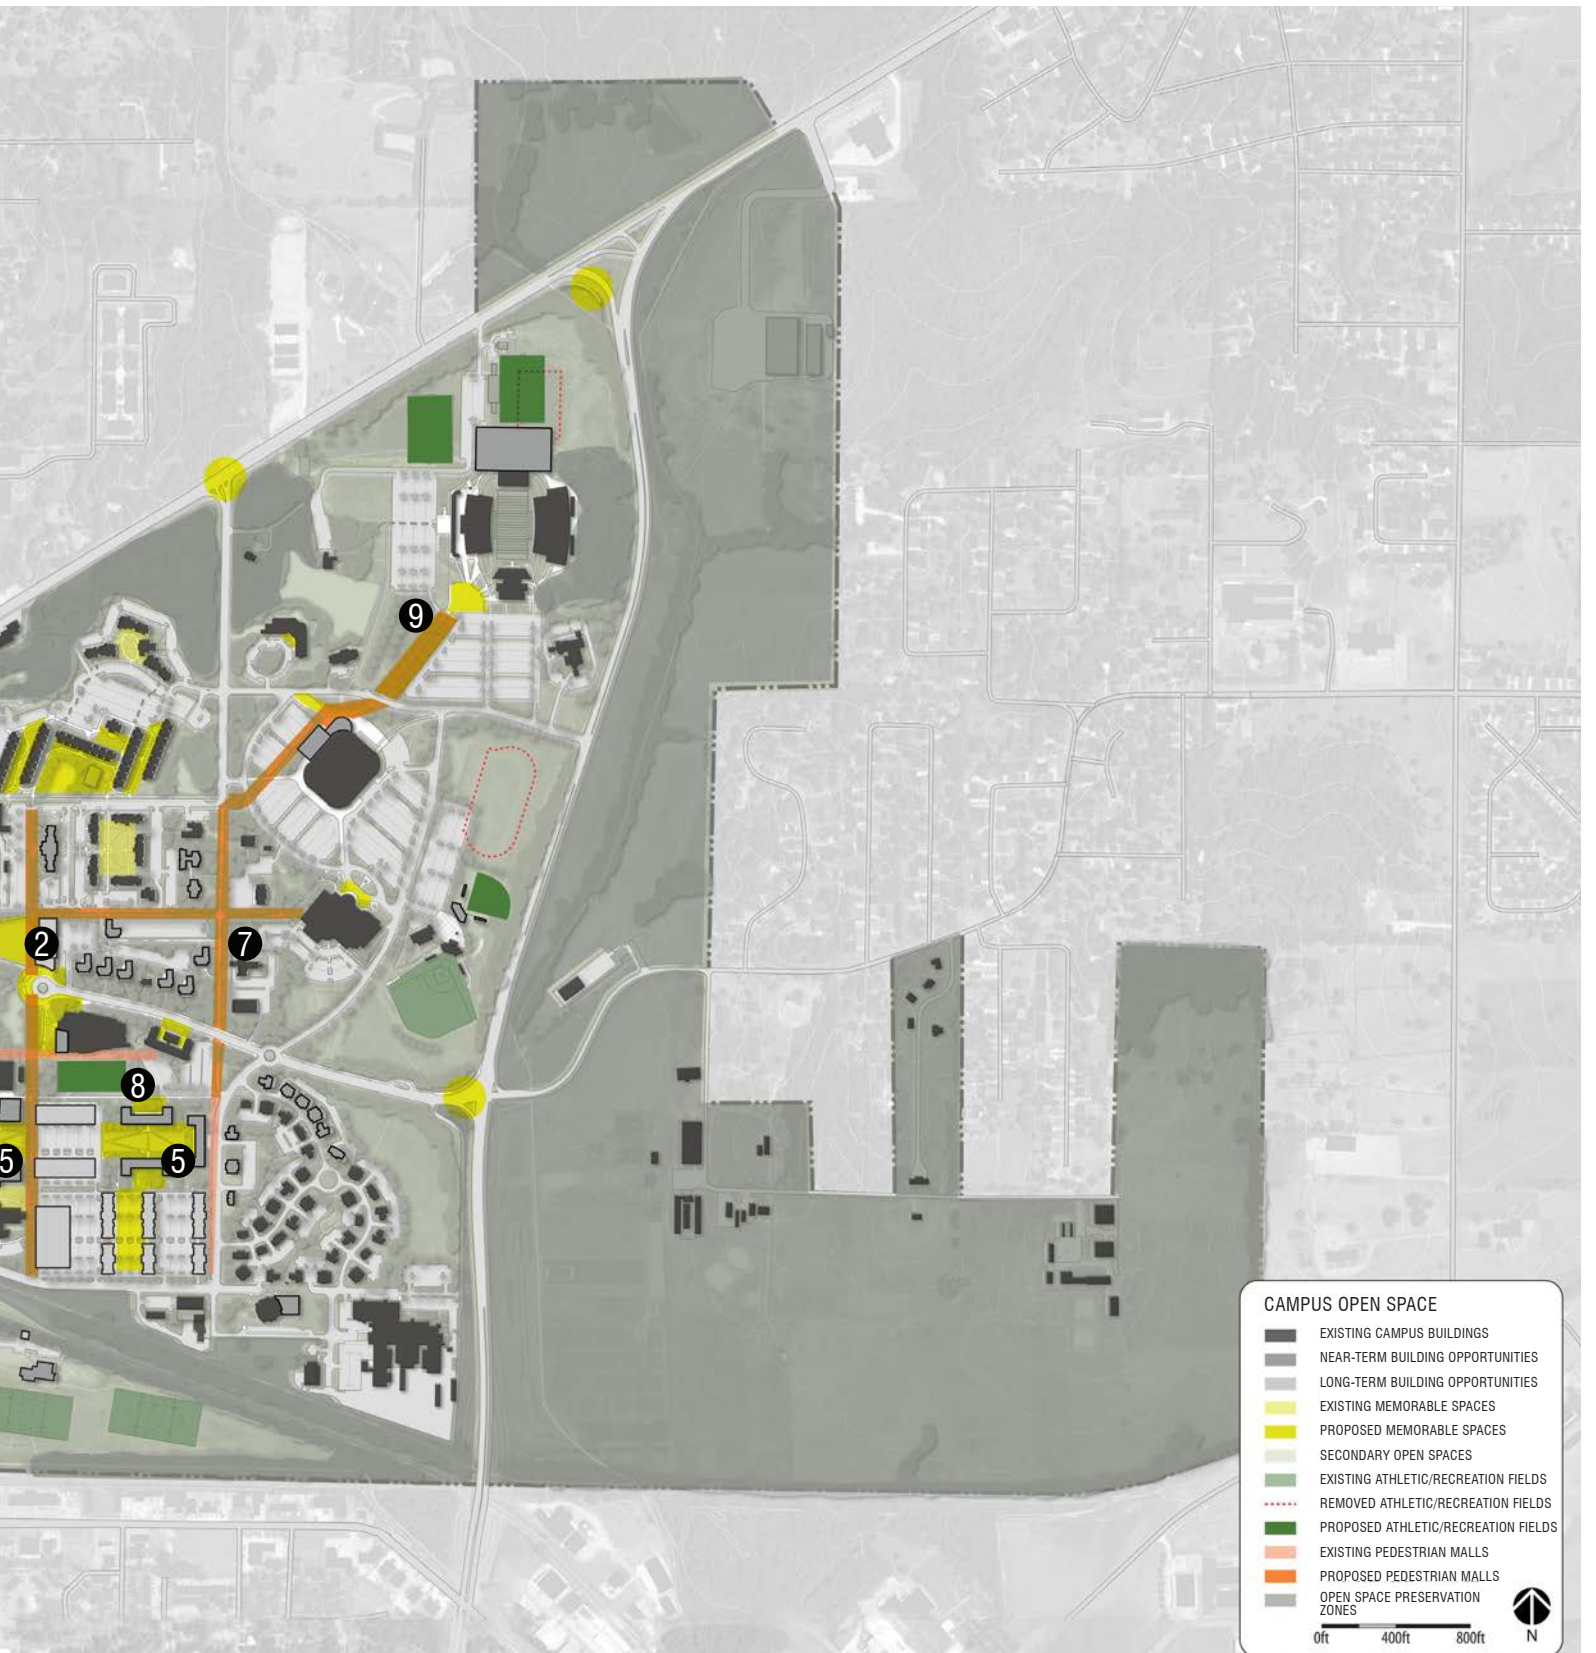 9
2
7
8
5
5
CAMPUS OPEN SPACE
EXISTING CAMPUS BUILDINGS
NEAR-TERM BUILDING OPPORTUNITIES
LONG-TERM BUILDING OPPORTUNITIES
EXISTING MEMORABLE SPACES
PROPOSED MEMORABLE SPACES
SECONDARY OPEN SPACES
EXISTING ATHLETIC/RECREATION FIELDS
REMOVED ATHLETIC/RECREATION FIELDS
PROPOSED ATHLETIC/RECREATION FIELDS
EXISTING PEDESTRIAN MALLS
PROPOSED PEDESTRIAN MALLS
OPEN SPACE PRESERVATION
ZONES
0ft 400ft 800ft
N